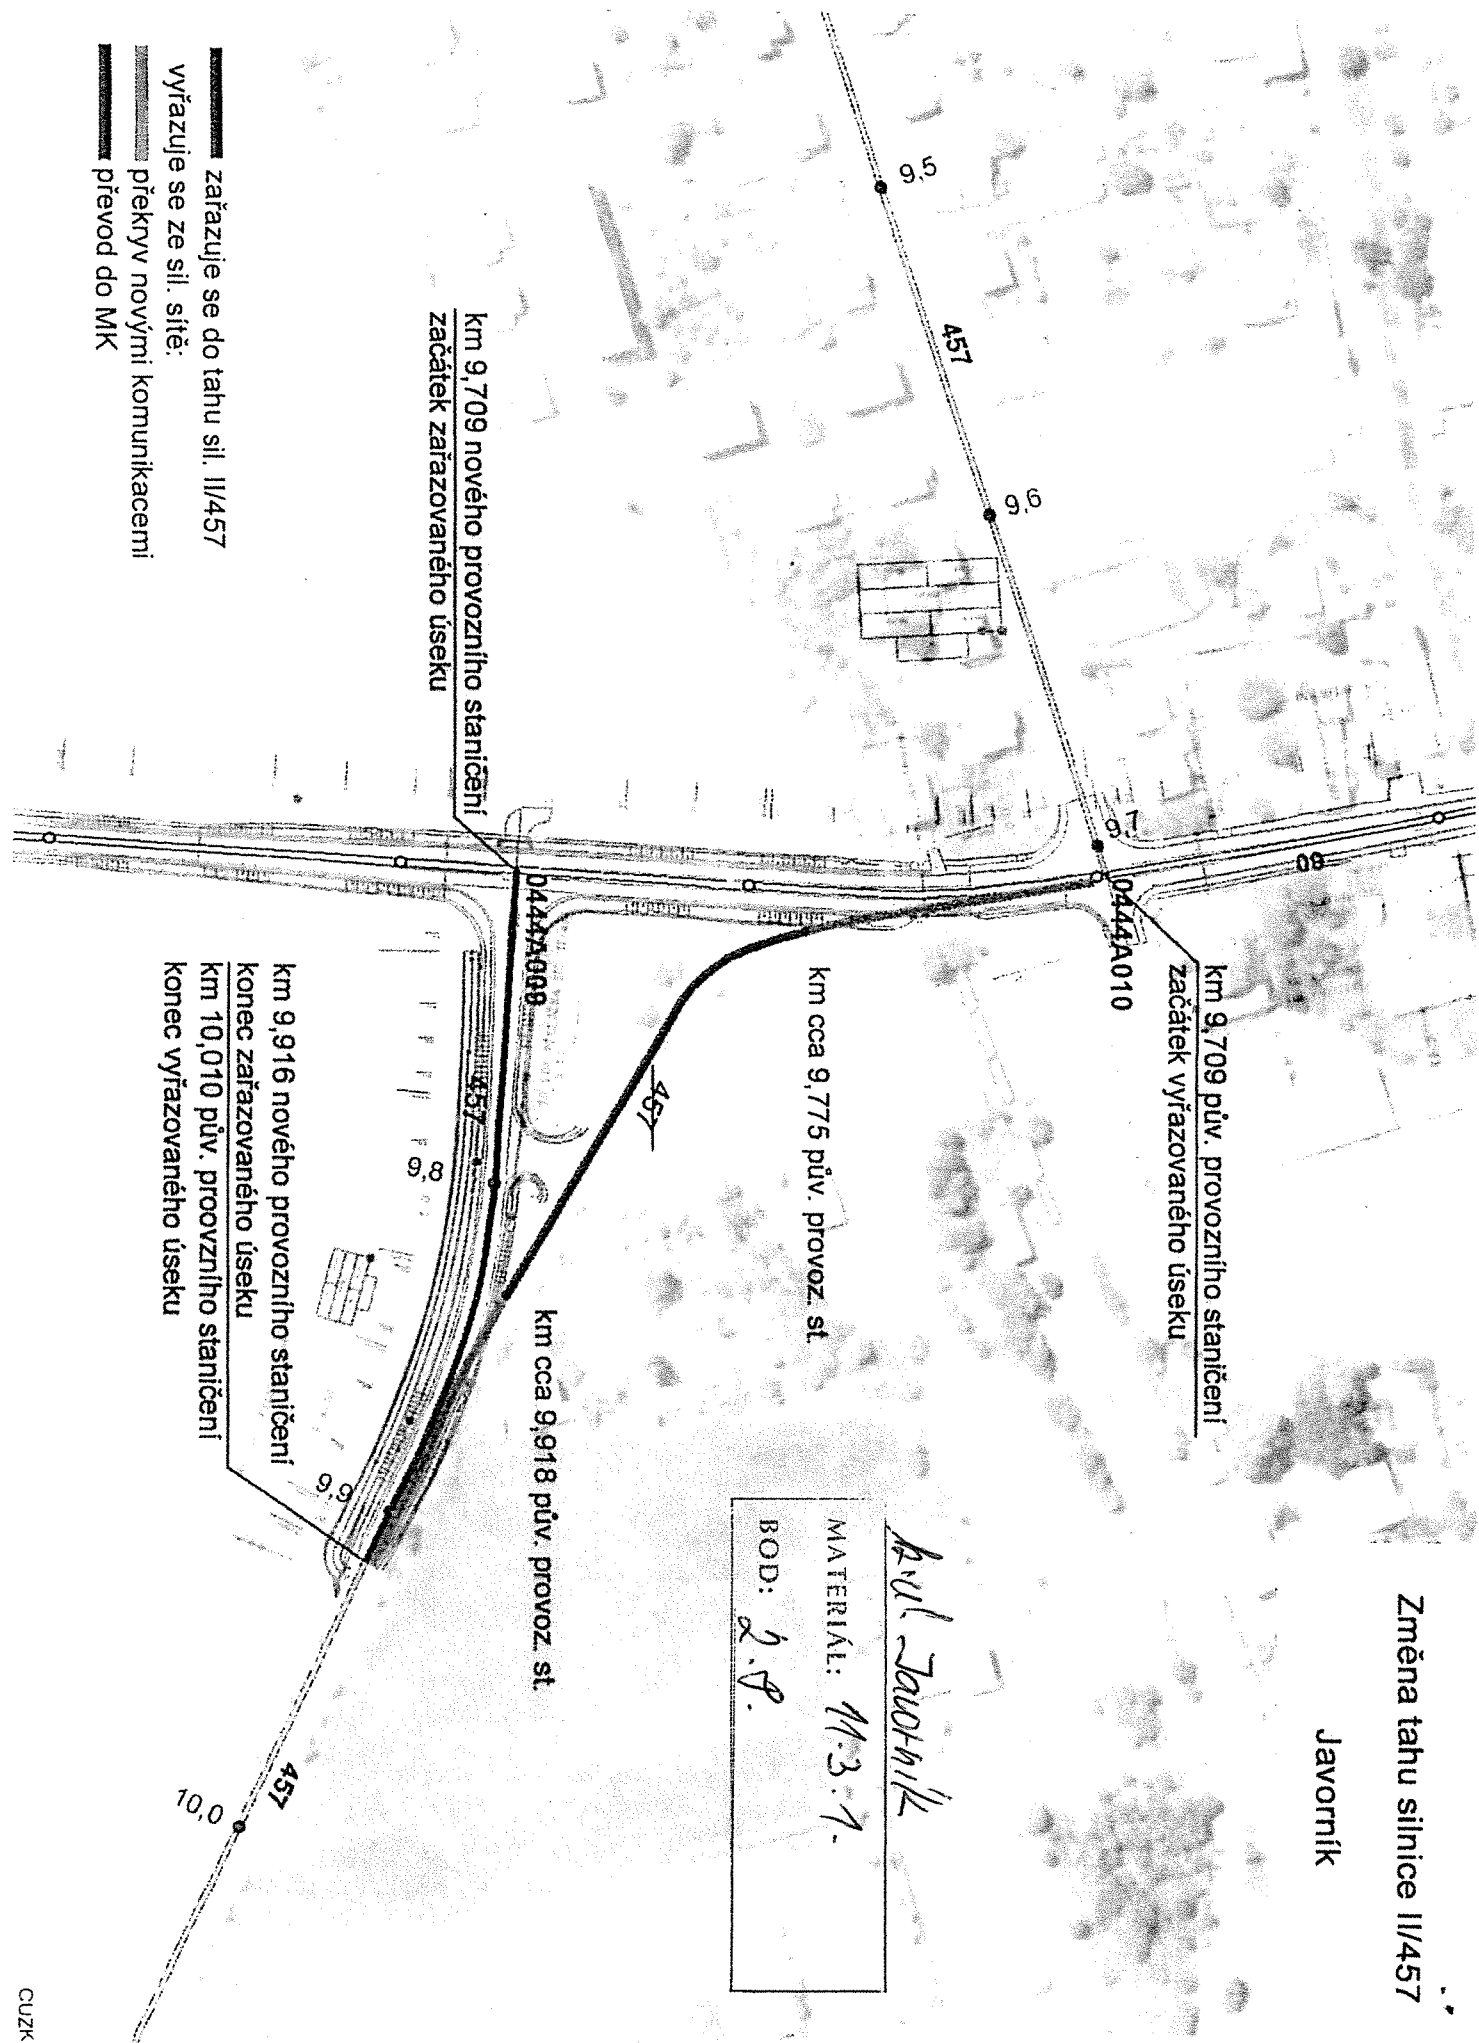 Změna tahu silnice II/457
Javorník
km 9,709 pův. provozního staničení
začátek vyřazovaného úseku
60
9,7
0444A010
9,6
9,5
457
km cca 9,775 pův. provoz. st.
457
km cca 9,918 pův. provoz. st.
Javorník
MATERIÁL: 11.3.1.
BOD: 2.8.
km 9,709 nového provozního staničení
začátek zařazovaného úseku
0444A008
457
9,8
9,9
km 9,916 nového provozního staničení
konec zařazovaného úseku
km 10,010 pův. proovzního staničení
konec vyřazovaného úseku
457
10,0
zařazuje se do tahu sil. II/457
vyřazuje se ze sil. sítě:
překryv novými komunikacemi
převod do MK
CUZK